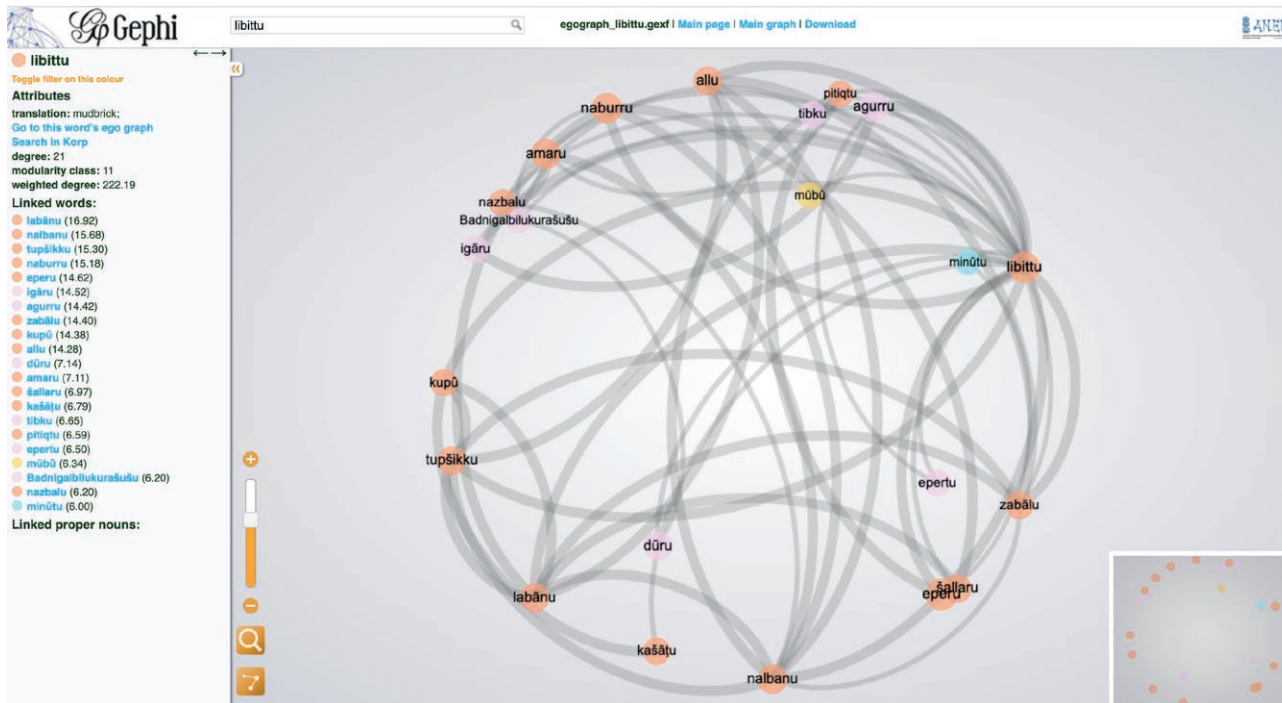 Gephi
libittu
egograph_libittu.gexf | Main page | Main graph | Download
libittu
Toggle filter on this colour
Attributes
translation: mudbrick;
Go to this word's ego graph
Search in Korp
degree: 21
modularity class: 11
weighted degree: 222.19
Linked words:
labānu (16.92)
nalbanu (15.68)
tupšikku (15.30)
naburru (15.18)
eperu (14.62)
igāru (14.52)
agurru (14.42)
zabālu (14.40)
kupû (14.38)
allu (14.28)
dūru (7.14)
amaru (7.11)
šallaru (6.97)
kašāṭu (6.79)
tibku (6.65)
pitiqtu (6.59)
epertu (6.50)
mūbû (6.34)
Badnigalbilukurašušu (6.20)
nazbalu (6.20)
minûtu (6.00)
Linked proper nouns:
allu
pitiqtu
naburru
tibku
agurru
amaru
mūbû
nazbalu
Badnigalbilukurašušu
igāru
minûtu
libittu
kupû
tupšikku
epertu
zabālu
dūru
šallaru
eperu
labānu
kašāṭu
nalbanu